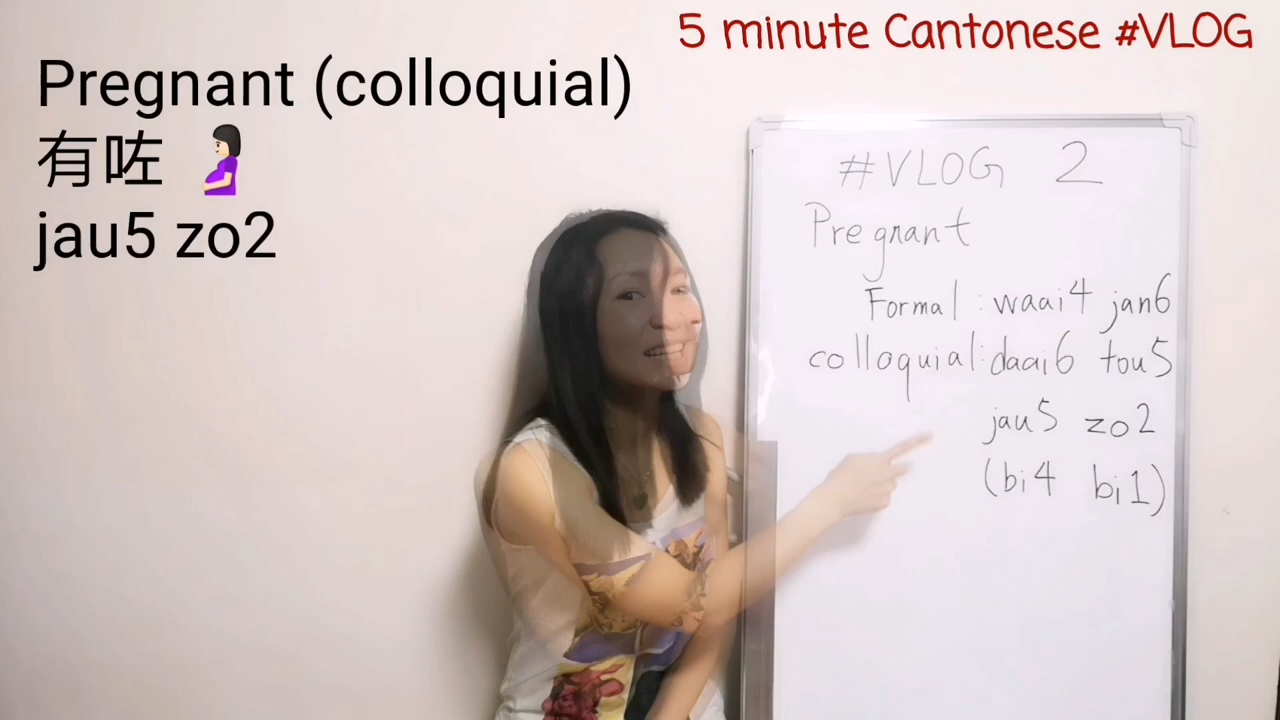 5 minute Cantonese #VLOG
Pregnant (colloquial)
有咗 🤰🏻
jau5 zo2
#VLOG 2
Pregnant
Formal : waai4 jan6
colloquial: daai6 tou5
jau5 zo2
(bi4 bi1)